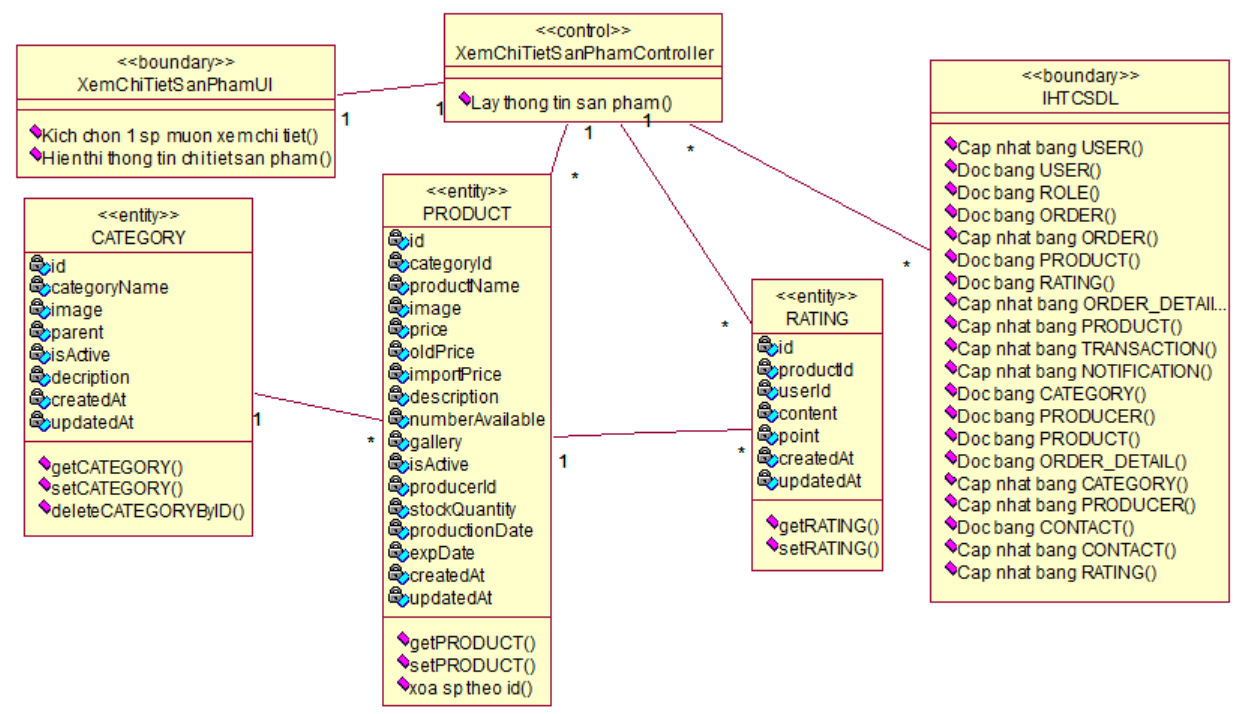 <<boundary>>
XemChiTietSanPhamUI
Kich chon 1 sp muon xem chi tiet()
Hien thi thong tin chi tiet san pham()
<<control>>
XemChiTietSanPhamController
Lay thong tin san pham()
1
1
1
1
*
*
*
*
<<boundary>>
IHTCSDL
Cap nhat bang USER()
Doc bang USER()
Doc bang ROLE()
Doc bang ORDER()
Cap nhat bang ORDER()
Doc bang PRODUCT()
Doc bang RATING()
Cap nhat bang ORDER_DETAIL...
Cap nhat bang PRODUCT()
Cap nhat bang TRANSACTION()
Cap nhat bang NOTIFICATION()
Doc bang CATEGORY()
Doc bang PRODUCER()
Doc bang PRODUCT()
Doc bang ORDER_DETAIL()
Cap nhat bang CATEGORY()
Cap nhat bang PRODUCER()
Doc bang CONTACT()
Cap nhat bang CONTACT()
Cap nhat bang RATING()
<<entity>>
CATEGORY
id
categoryName
image
parent
isActive
decription
createdAt
updatedAt
getCATEGORY()
setCATEGORY()
deleteCATEGORYByID()
1
*
<<entity>>
PRODUCT
id
categoryId
productName
image
price
oldPrice
importPrice
description
numberAvailable
gallery
isActive
producerId
stockQuantity
productionDate
expDate
createdAt
updatedAt
getPRODUCT()
setPRODUCT()
xoa sp theo id()
1
*
<<entity>>
RATING
id
productId
userId
content
point
createdAt
updatedAt
getRATING()
setRATING()